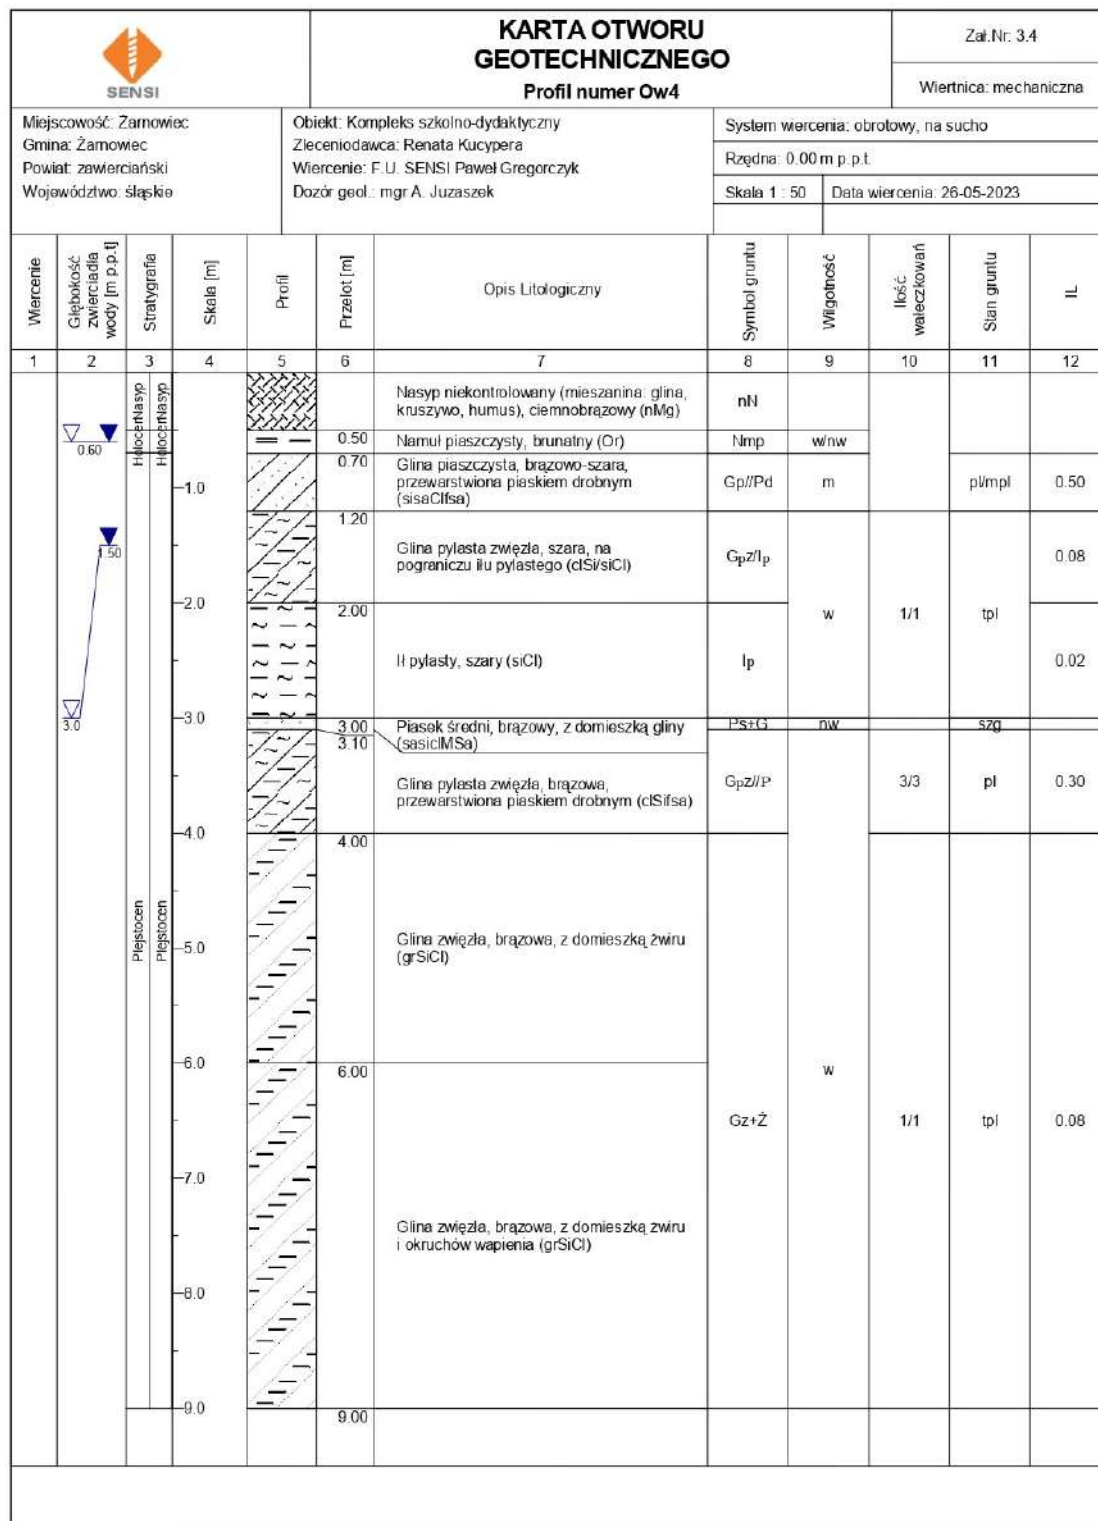 SENSI
KARTA OTWORU
GEOTECHNICZNEGO
Profil numer Ow4
Zał.Nr: 3.4
Wiertnica: mechaniczna
Miejscowość: Żarnowiec
Gmina: Żarnowiec
Powiat: zawierciański
Województwo: śląskie
Obiekt: Kompleks szkolno-dydaktyczny
Zleceniodawca: Renata Kucypera
Wiercenie: F.U. SENSI Paweł Gregorczyk
Dozór geol.: mgr A. Juzaszek
System wiercenia: obrotowy, na sucho
Rzędna: 0.00 m p.p.t.
Skala 1 : 50
Data wiercenia: 26-05-2023
Wiercenie
Głębokość
zwierciadła
wody [m p.p.t]
Stratygrafia
Skala [m]
Profil
Przelot [m]
Opis Litologiczny
Symbol gruntu
Wilgotność
Ilość
wałeczkowań
Stan gruntu
IL
1 2 3 4 5 6 7 8 9 10 11 12
Nasyp
Nasyp
Nasyp niekontrolowany (mieszanina: glina,
kruszywo, humus), ciemnobrązowy (nMg)
nN
0.60
Holocen
Holocen
0.50
Namuł piaszczysty, brunatny (Or)
Nmp
w/nw
0.70
Glina piaszczysta, brązowo-szara,
przewarstwiona piaskiem drobnym
(sisaClfsa)
Gp//Pd
m
pl/mpl
0.50
1.0
1.20
1.50
Glina pylasta zwięzła, szara, na
pograniczu iłu pylastego (clSi/siCl)
Gpz/Ip
0.08
2.0
2.00
w
1/1
tpl
Ił pylasty, szary (siCl)
Ip
0.02
3.0
3.0
3.00
Piasek średni, brązowy, z domieszką gliny
(sasiclMSa)
Ps+G
nw
szg
3.10
Glina pylasta zwięzła, brązowa,
przewarstwiona piaskiem drobnym (clSifsa)
Gpz//P
3/3
pl
0.30
4.0
4.00
Plejstocen
Plejstocen
5.0
Glina zwięzła, brązowa, z domieszką żwiru
(grSiCl)
6.0
6.00
w
Gz+Ż
1/1
tpl
0.08
7.0
Glina zwięzła, brązowa, z domieszką żwiru
i okruchów wapienia (grSiCl)
8.0
9.0
9.00